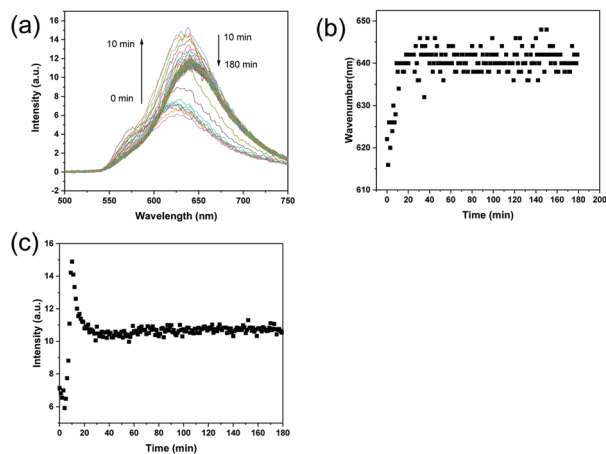 (a)
16
14
12
10
8
6
4
2
0
-2
500
550
600
650
700
750
Intensity (a.u.)
Wavelength (nm)
10 min
0 min
10 min
180 min
(b)
650
640
630
620
610
0 20 40 60 80 100 120 140 160 180 200
Wavenumber(nm)
Time (min)
(c)
16
14
12
10
8
6
0 20 40 60 80 100 120 140 160 180
Intensity (a.u.)
Time (min)